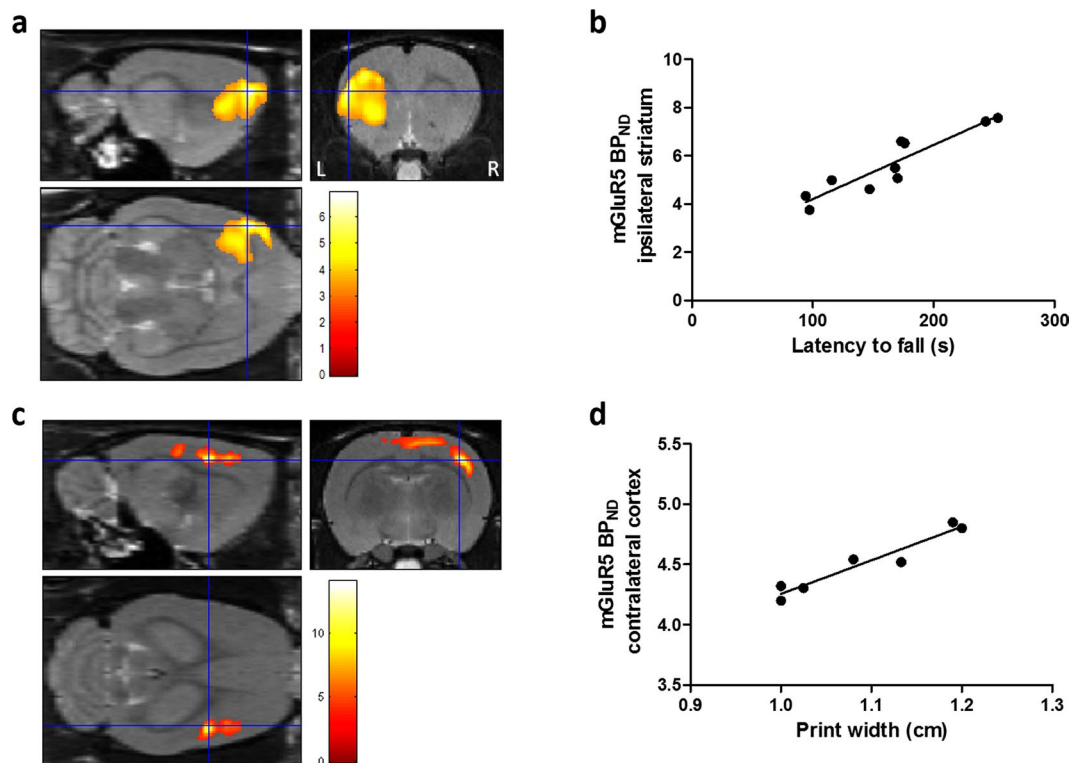 a
L
R
6
5
4
3
2
1
0
b
mGluR5 BPND
ipsilateral striatum
10
8
6
4
2
0
0 100 200 300
Latency to fall (s)
c
10
5
0
d
mGluR5 BPND
contralateral cortex
5.5
5.0
4.5
4.0
3.5
0.9 1.0 1.1 1.2 1.3
Print width (cm)